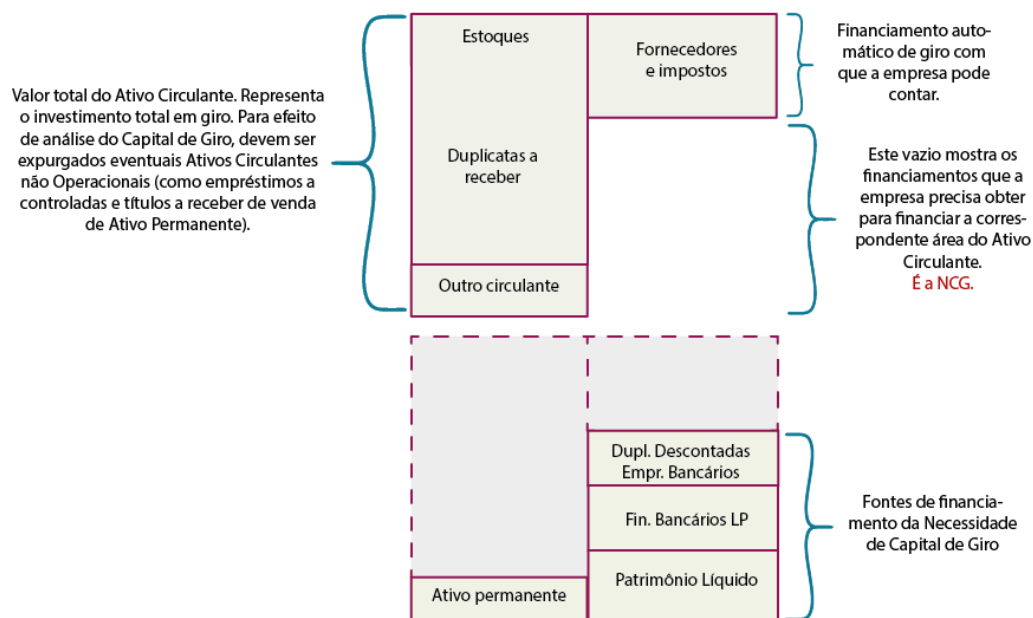 Valor total do Ativo Circulante. Representa
o investimento total em giro. Para efeito
de análise do Capital de Giro, devem ser
expurgados eventuais Ativos Circulantes
não Operacionais (como empréstimos a
controladas e títulos a receber de venda
de Ativo Permanente).
Estoques
Duplicatas a
receber
Outro circulante
Fornecedores
e impostos
Financiamento auto-
mático de giro com
que a empresa pode
contar.
Este vazio mostra os
financiamentos que a
empresa precisa obter
para financiar a corres-
pondente área do Ativo
Circulante.
É a NCG.
Dupl. Descontadas
Empr. Bancários
Fin. Bancários LP
Patrimônio Líquido
Ativo permanente
Fontes de financia-
mento da Necessidade
de Capital de Giro